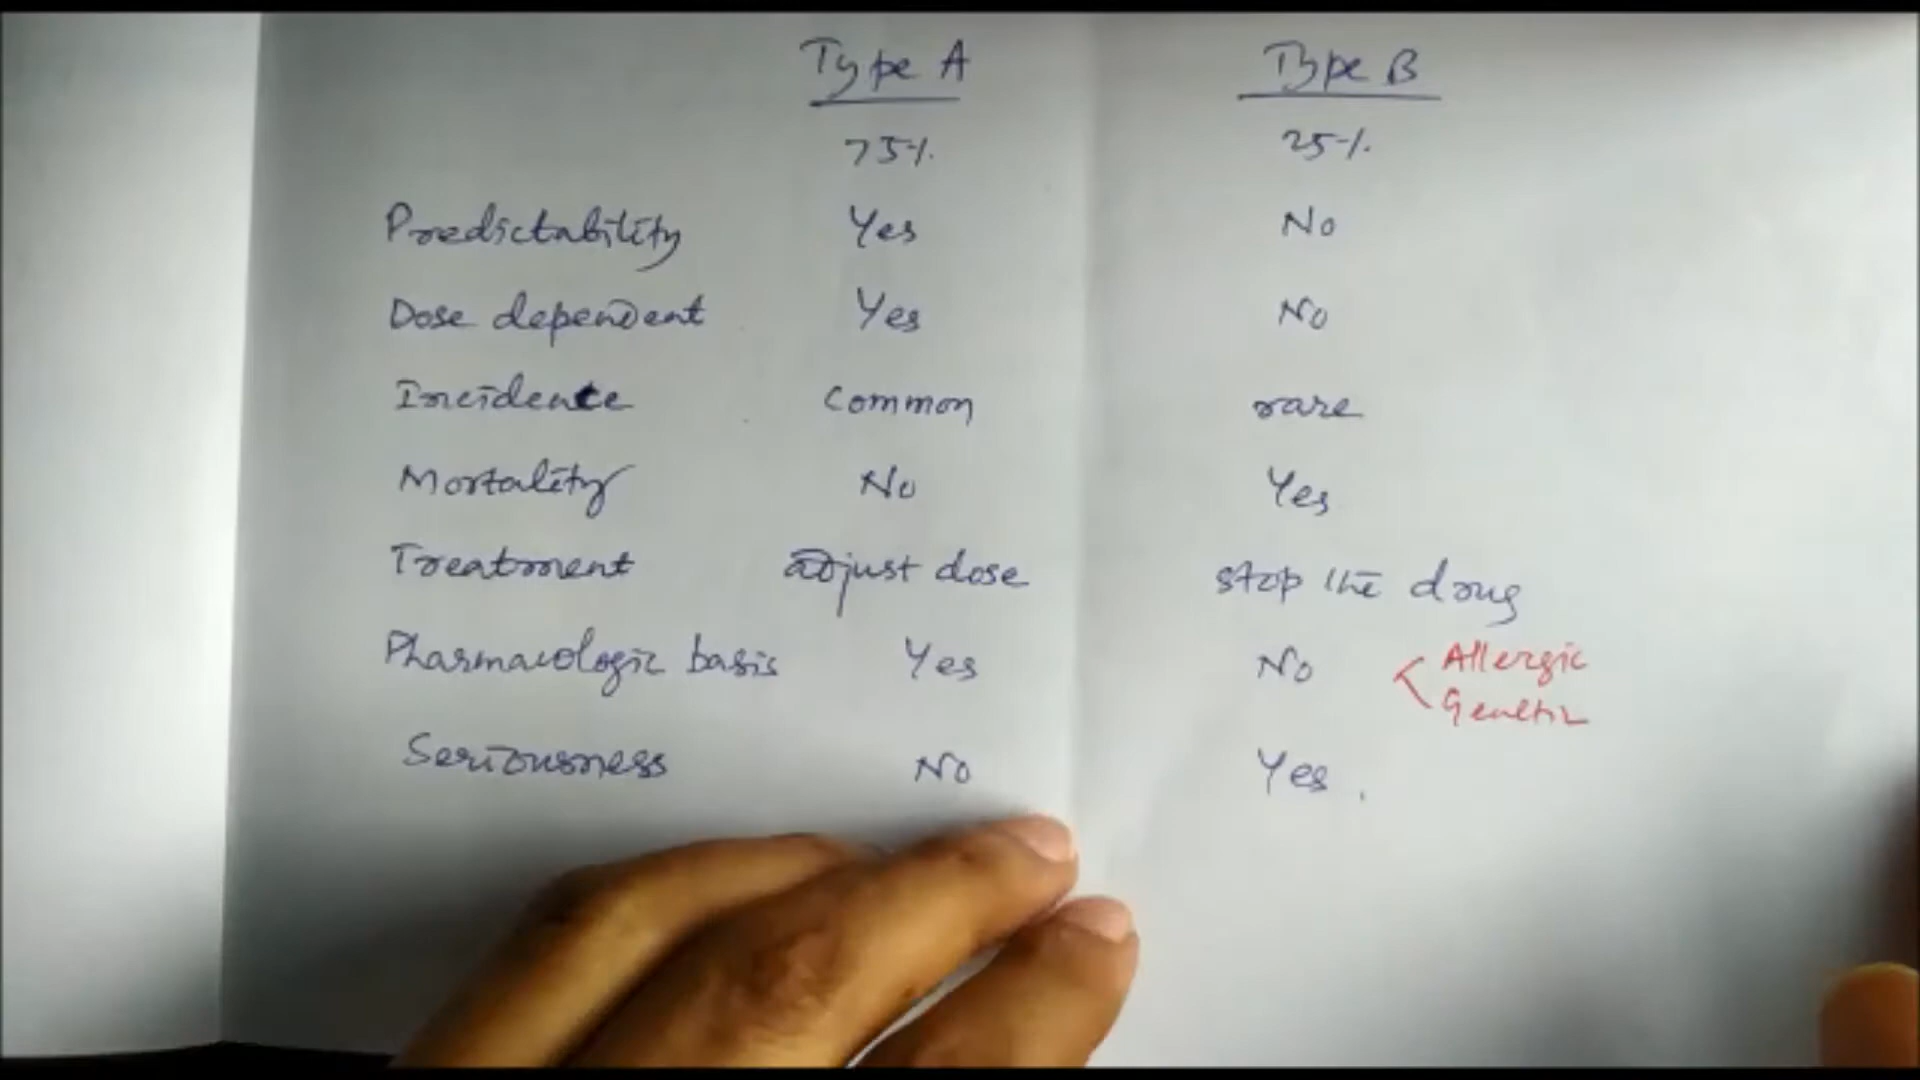 Type A Type B
75% 25%
Predictability Yes No
Dose dependent Yes No
Incidence Common rare
Mortality No Yes
Treatment adjust dose stop the drug
Pharmacologic basis Yes No Allergic
Genetic
Seriousness No Yes.